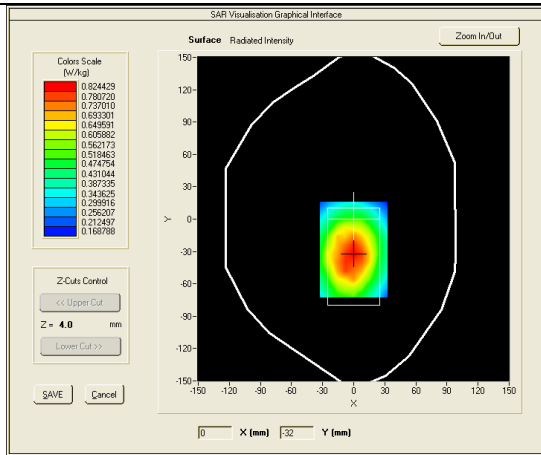 SAR Visualisation Graphical Interface
Surface Radiated Intensity
Zoom In/Out
Colors Scale
(W/kg)
0.824429
0.780720
0.737010
0.693301
0.649591
0.605882
0.562173
0.518463
0.474754
0.431044
0.387335
0.343625
0.299916
0.256207
0.212497
0.168788
Z-Cuts Control
<< Upper Cut
Z = 4.0 mm
Lower Cut >>
SAVE Cancel
150
120
90
60
30
0
-30
-60
-90
-120
-150
Y
-150 -120 -90 -60 -30 0 30 60 90 120 150
X
0 X (mm) -32 Y (mm)